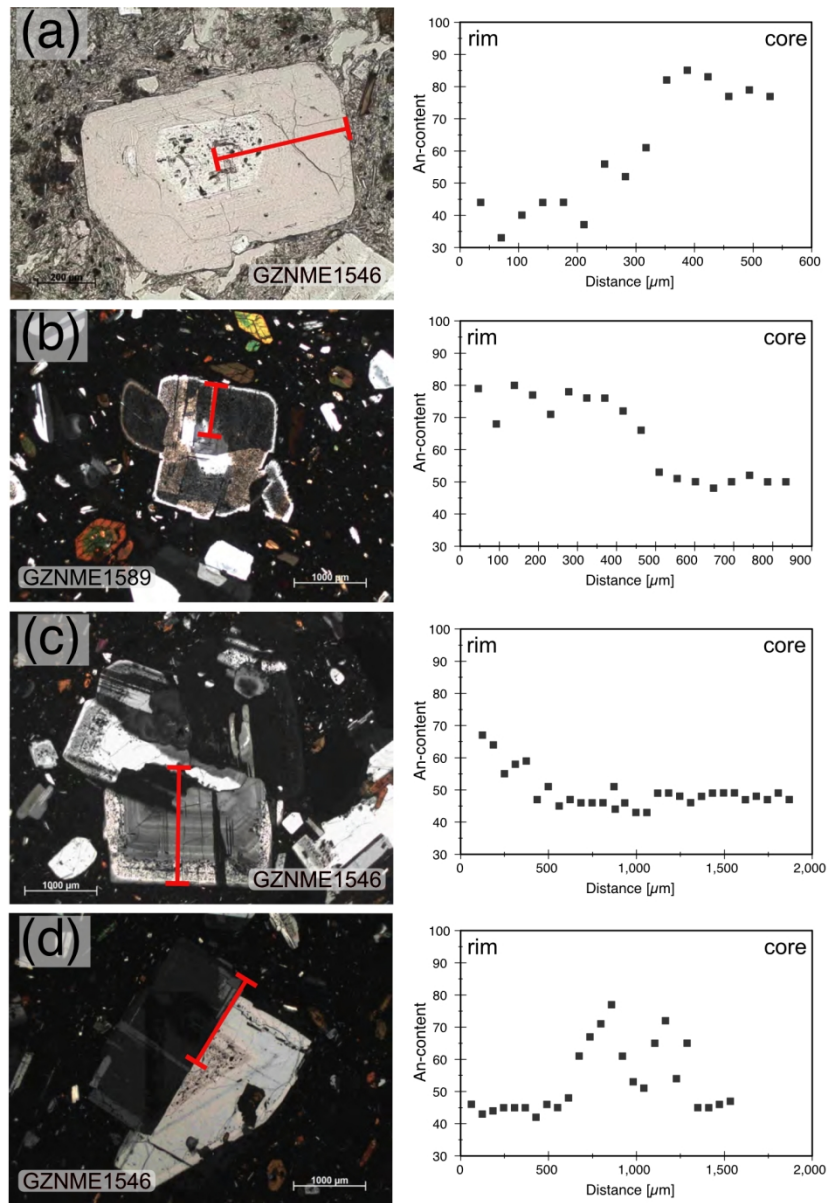 (a)
200 µm
GZNME1546
rim core
An-content
100
90
80
70
60
50
40
30
0 100 200 300 400 500 600
Distance [µm]
(b)
GZNME1589
1000 µm
rim core
An-content
100
90
80
70
60
50
40
30
0 100 200 300 400 500 600 700 800 900
Distance [µm]
(c)
1000 µm
GZNME1546
rim core
An-content
100
90
80
70
60
50
40
30
0 500 1,000 1,500 2,000
Distance [µm]
(d)
GZNME1546
1000 µm
rim core
An-content
100
90
80
70
60
50
40
30
0 500 1,000 1,500 2,000
Distance [µm]